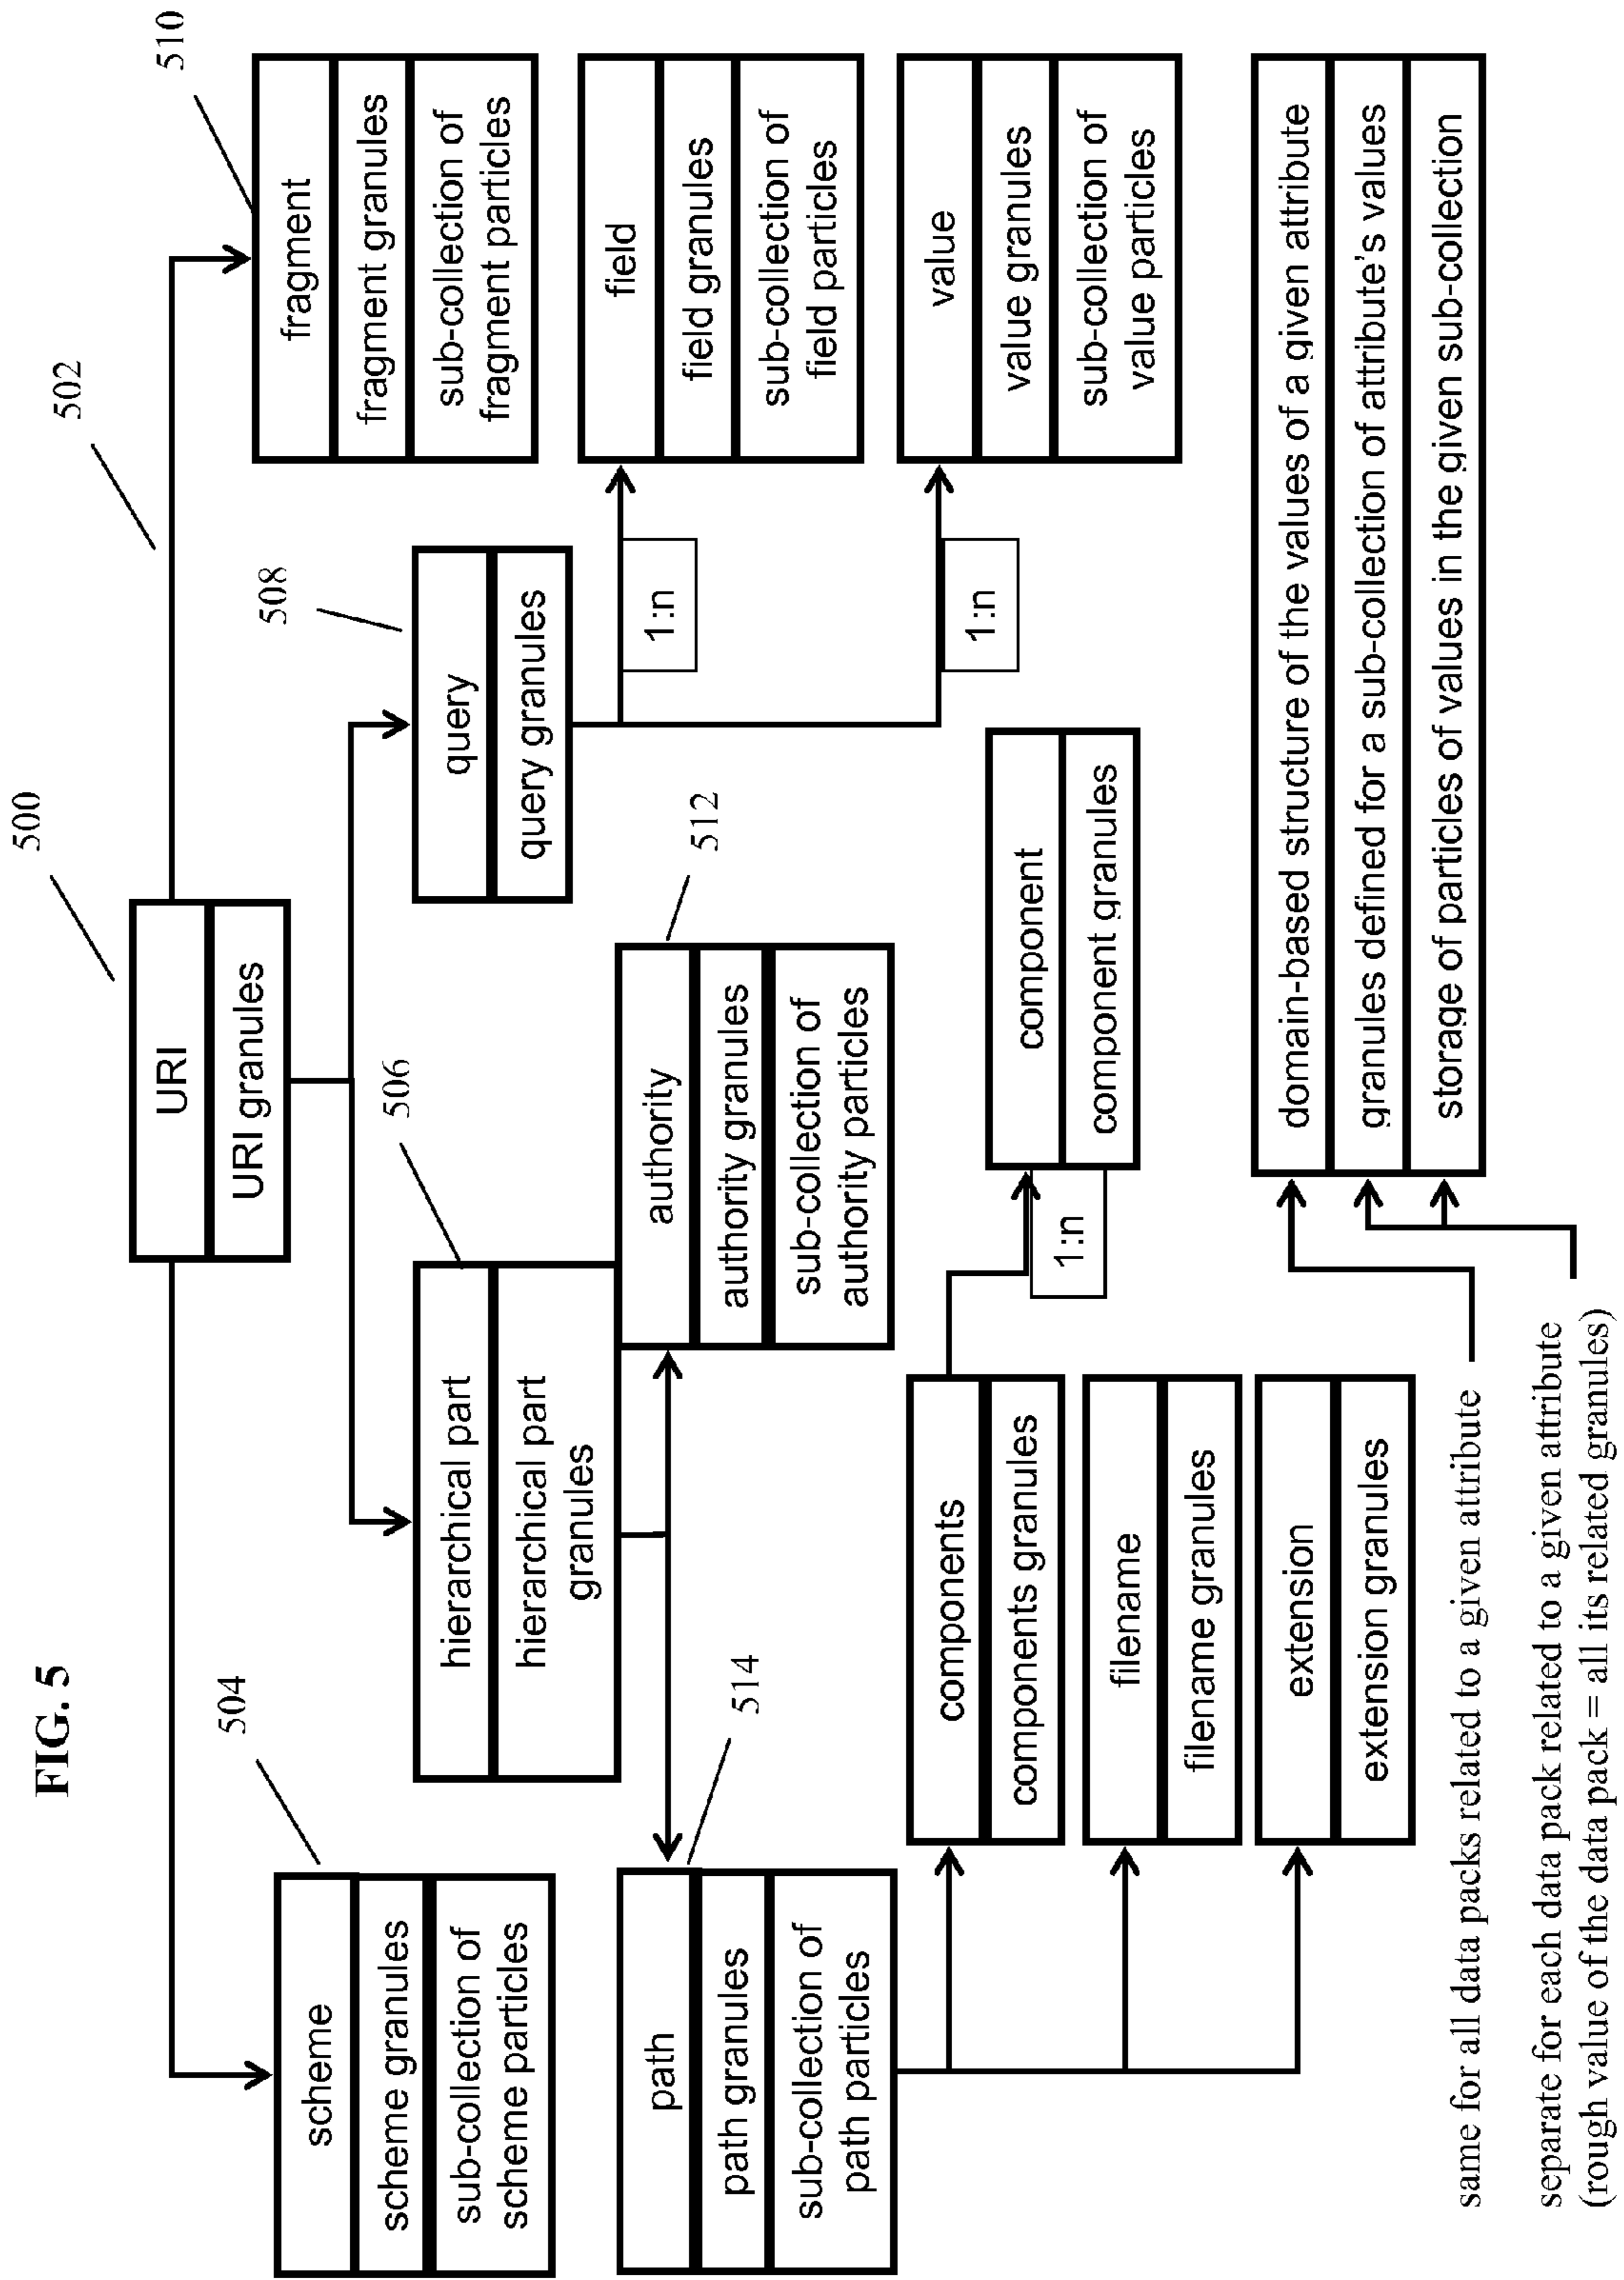 FIG. 5
500
502
URI
URI granules
504
scheme
scheme granules
sub-collection of
scheme particles
506
hierarchical part
hierarchical part
granules
508
query
query granules
510
fragment
fragment granules
sub-collection of
fragment particles
514
path
path granules
sub-collection of
path particles
512
authority
authority granules
sub-collection of
authority particles
1:n
field
field granules
sub-collection of
field particles
1:n
value
value granules
sub-collection of
value particles
components
components granules
1:n
component
component granules
filename
filename granules
extension
extension granules
domain-based structure of the values of a given attribute
granules defined for a sub-collection of attribute's values
storage of particles of values in the given sub-collection
same for all data packs related to a given attribute
separate for each data pack related to a given attribute
(rough value of the data pack = all its related granules)